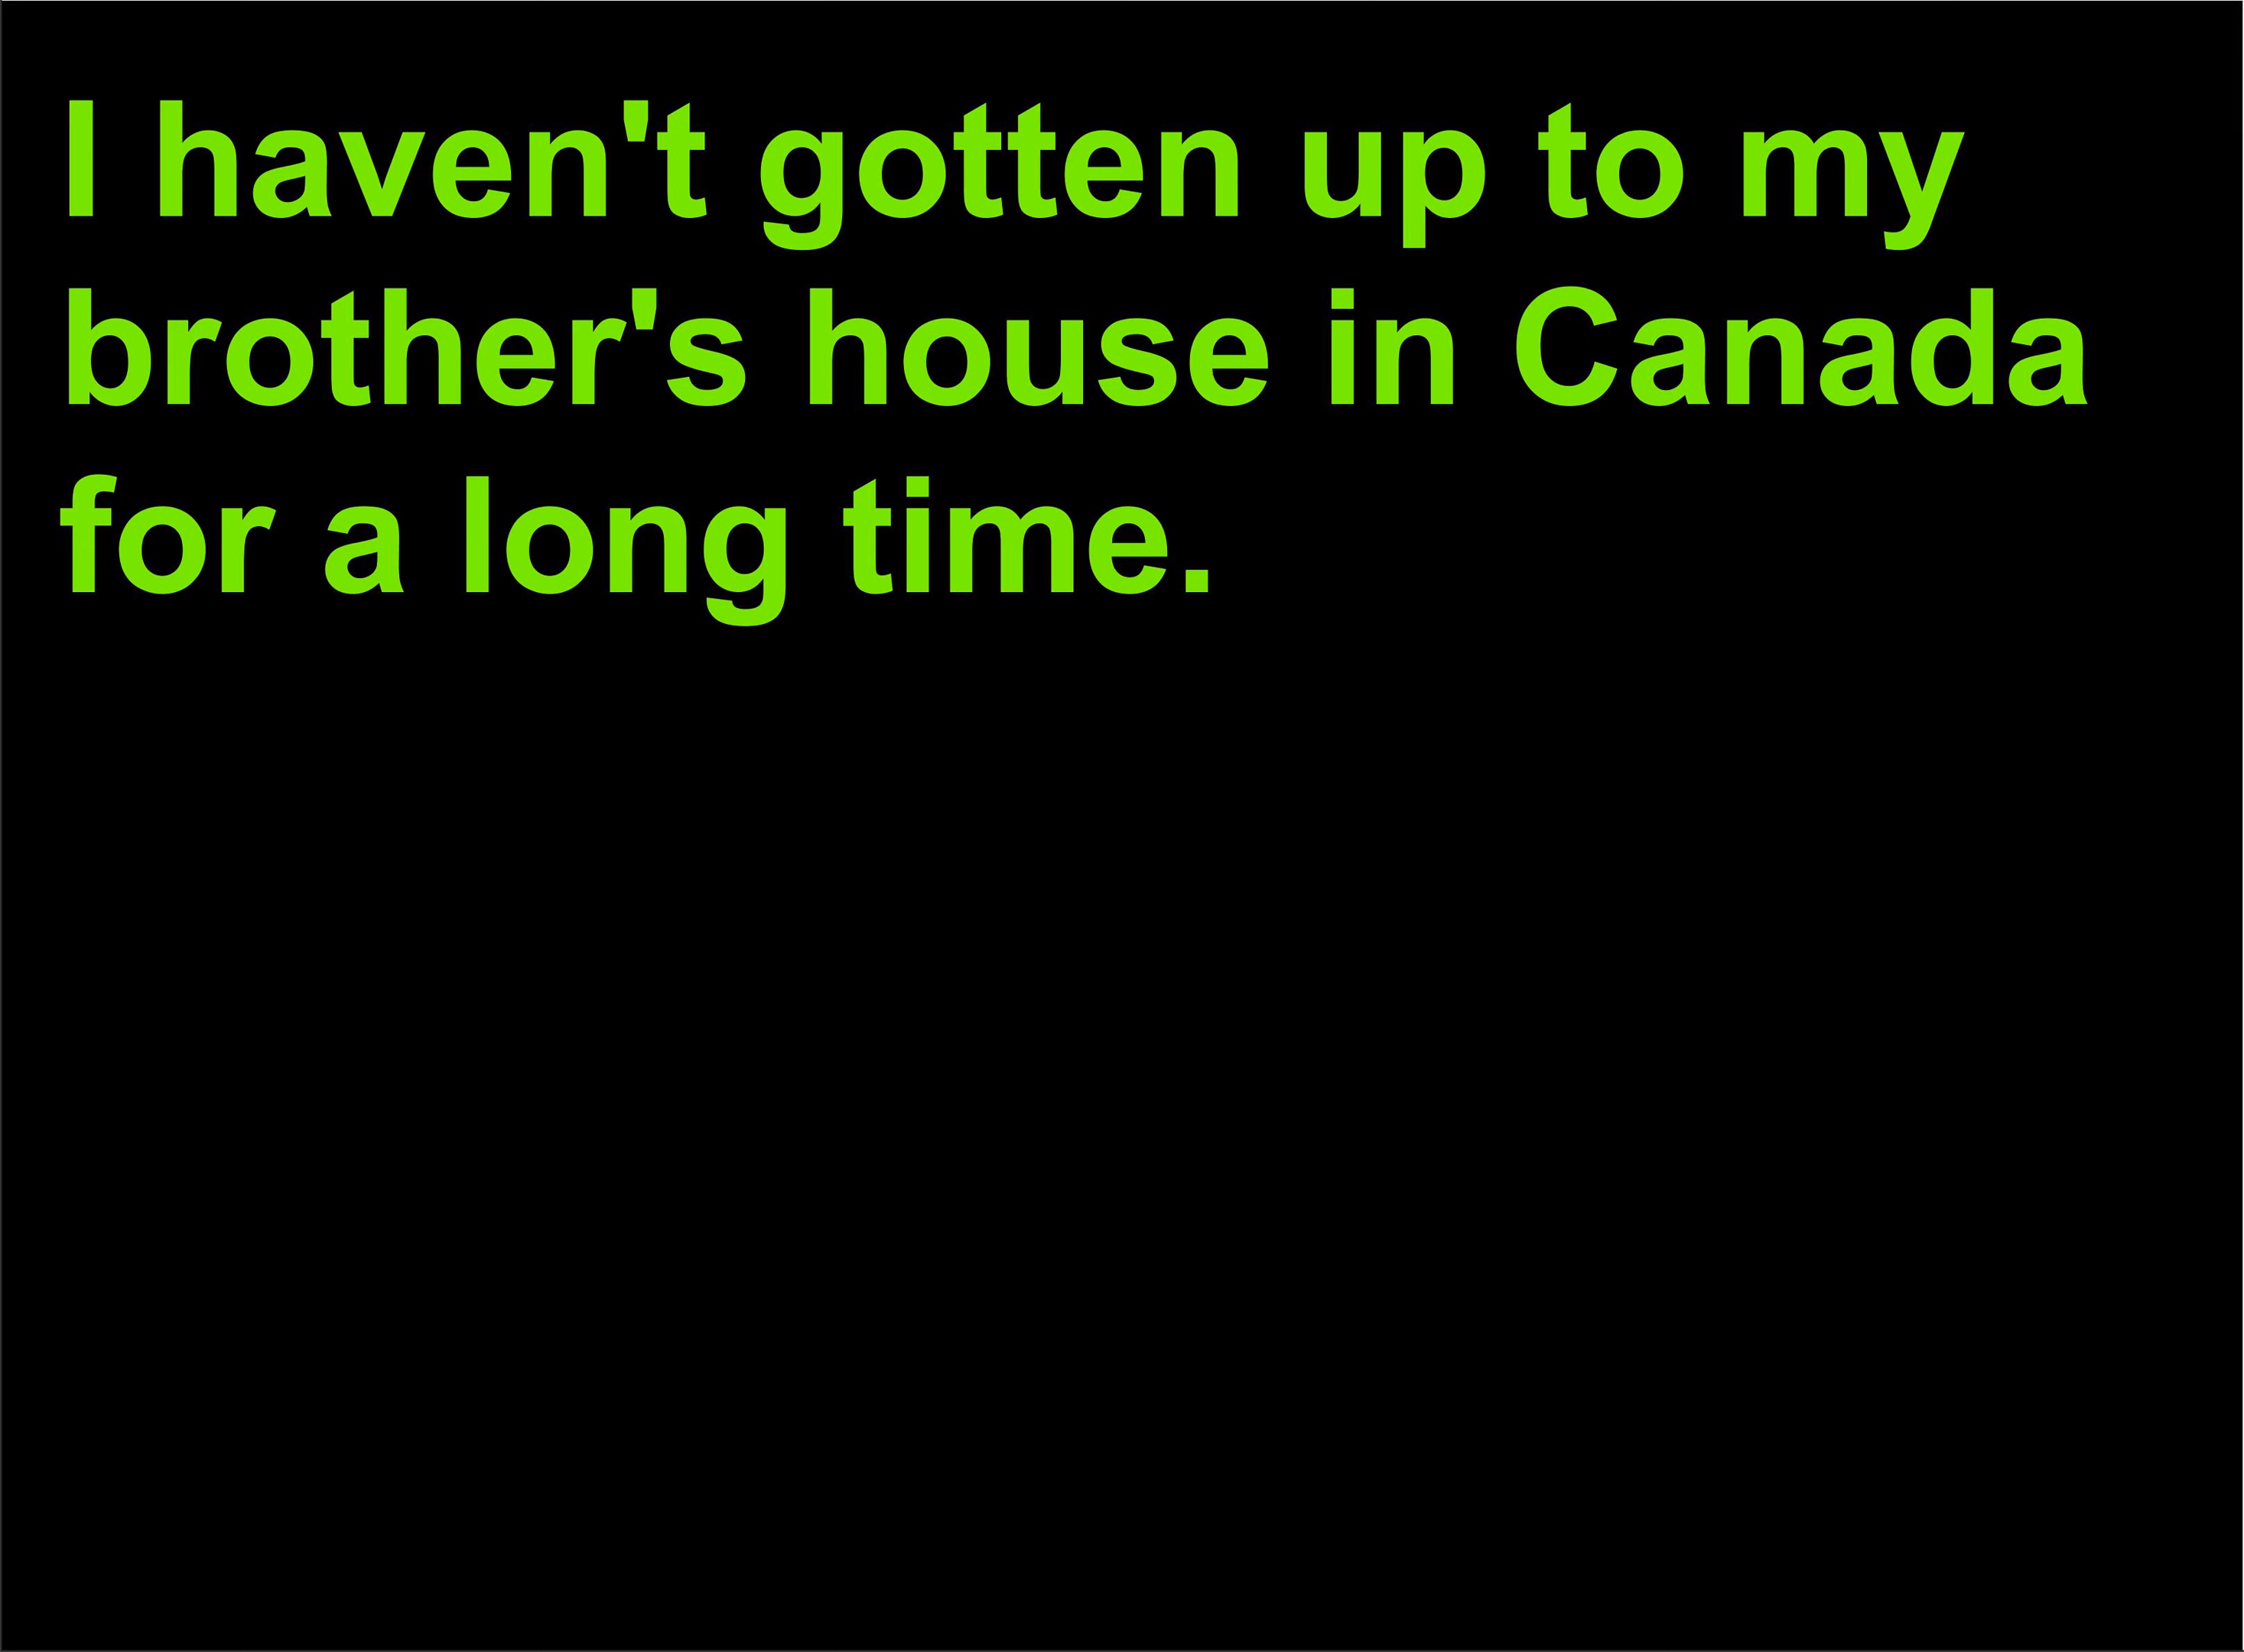 I haven't gotten up to my
brother's house in Canada
for a long time.